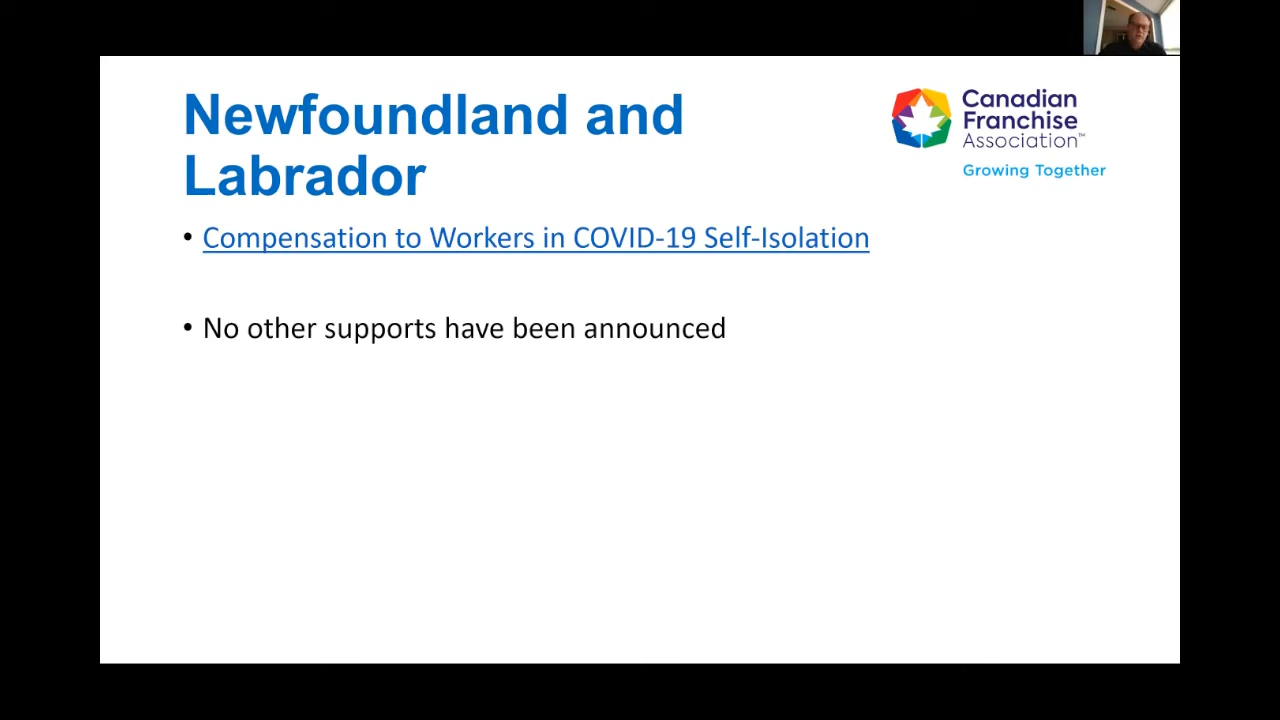 Newfoundland and
Labrador
Canadian
Franchise
Association™
Growing Together
• Compensation to Workers in COVID-19 Self-Isolation
• No other supports have been announced